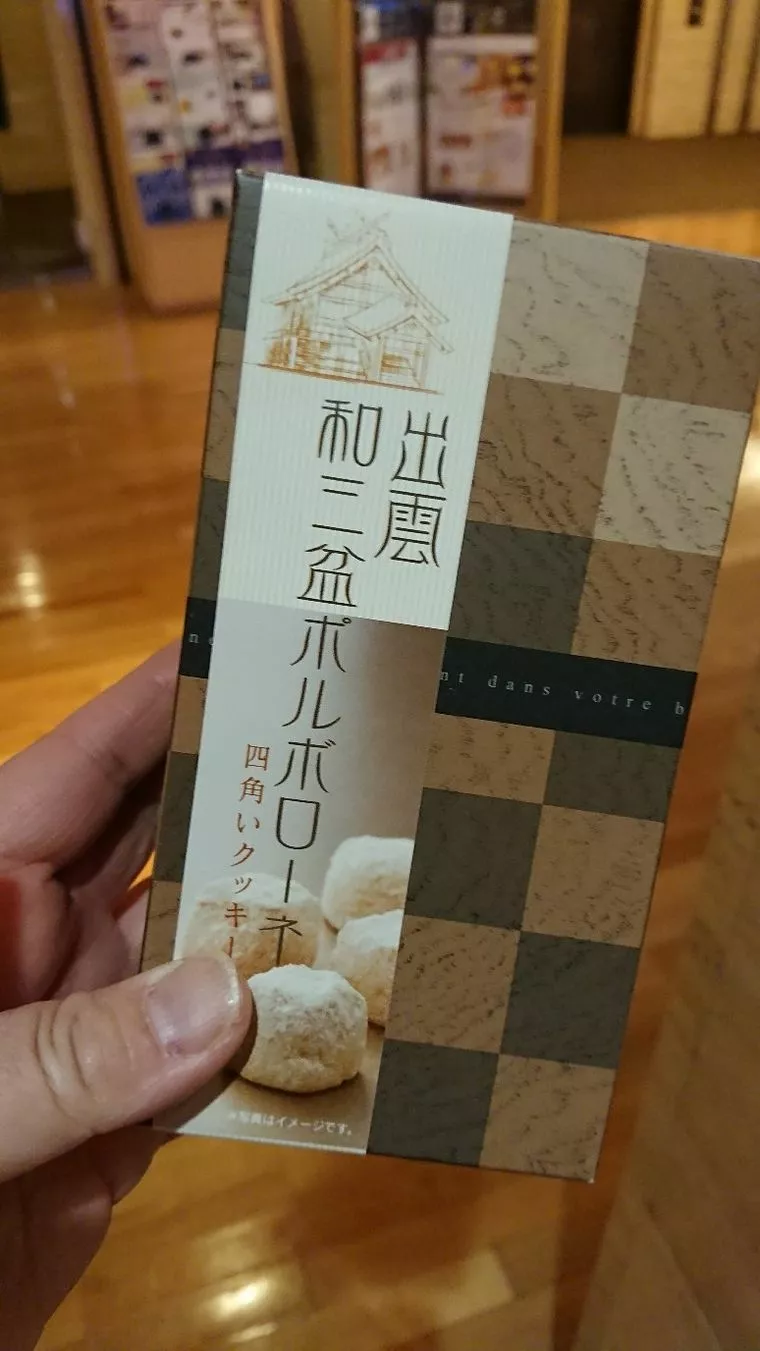 出雲
和三盆ポルボローネ
四角いクッキー
nt dans votre b
ne
※写真はイメージです。